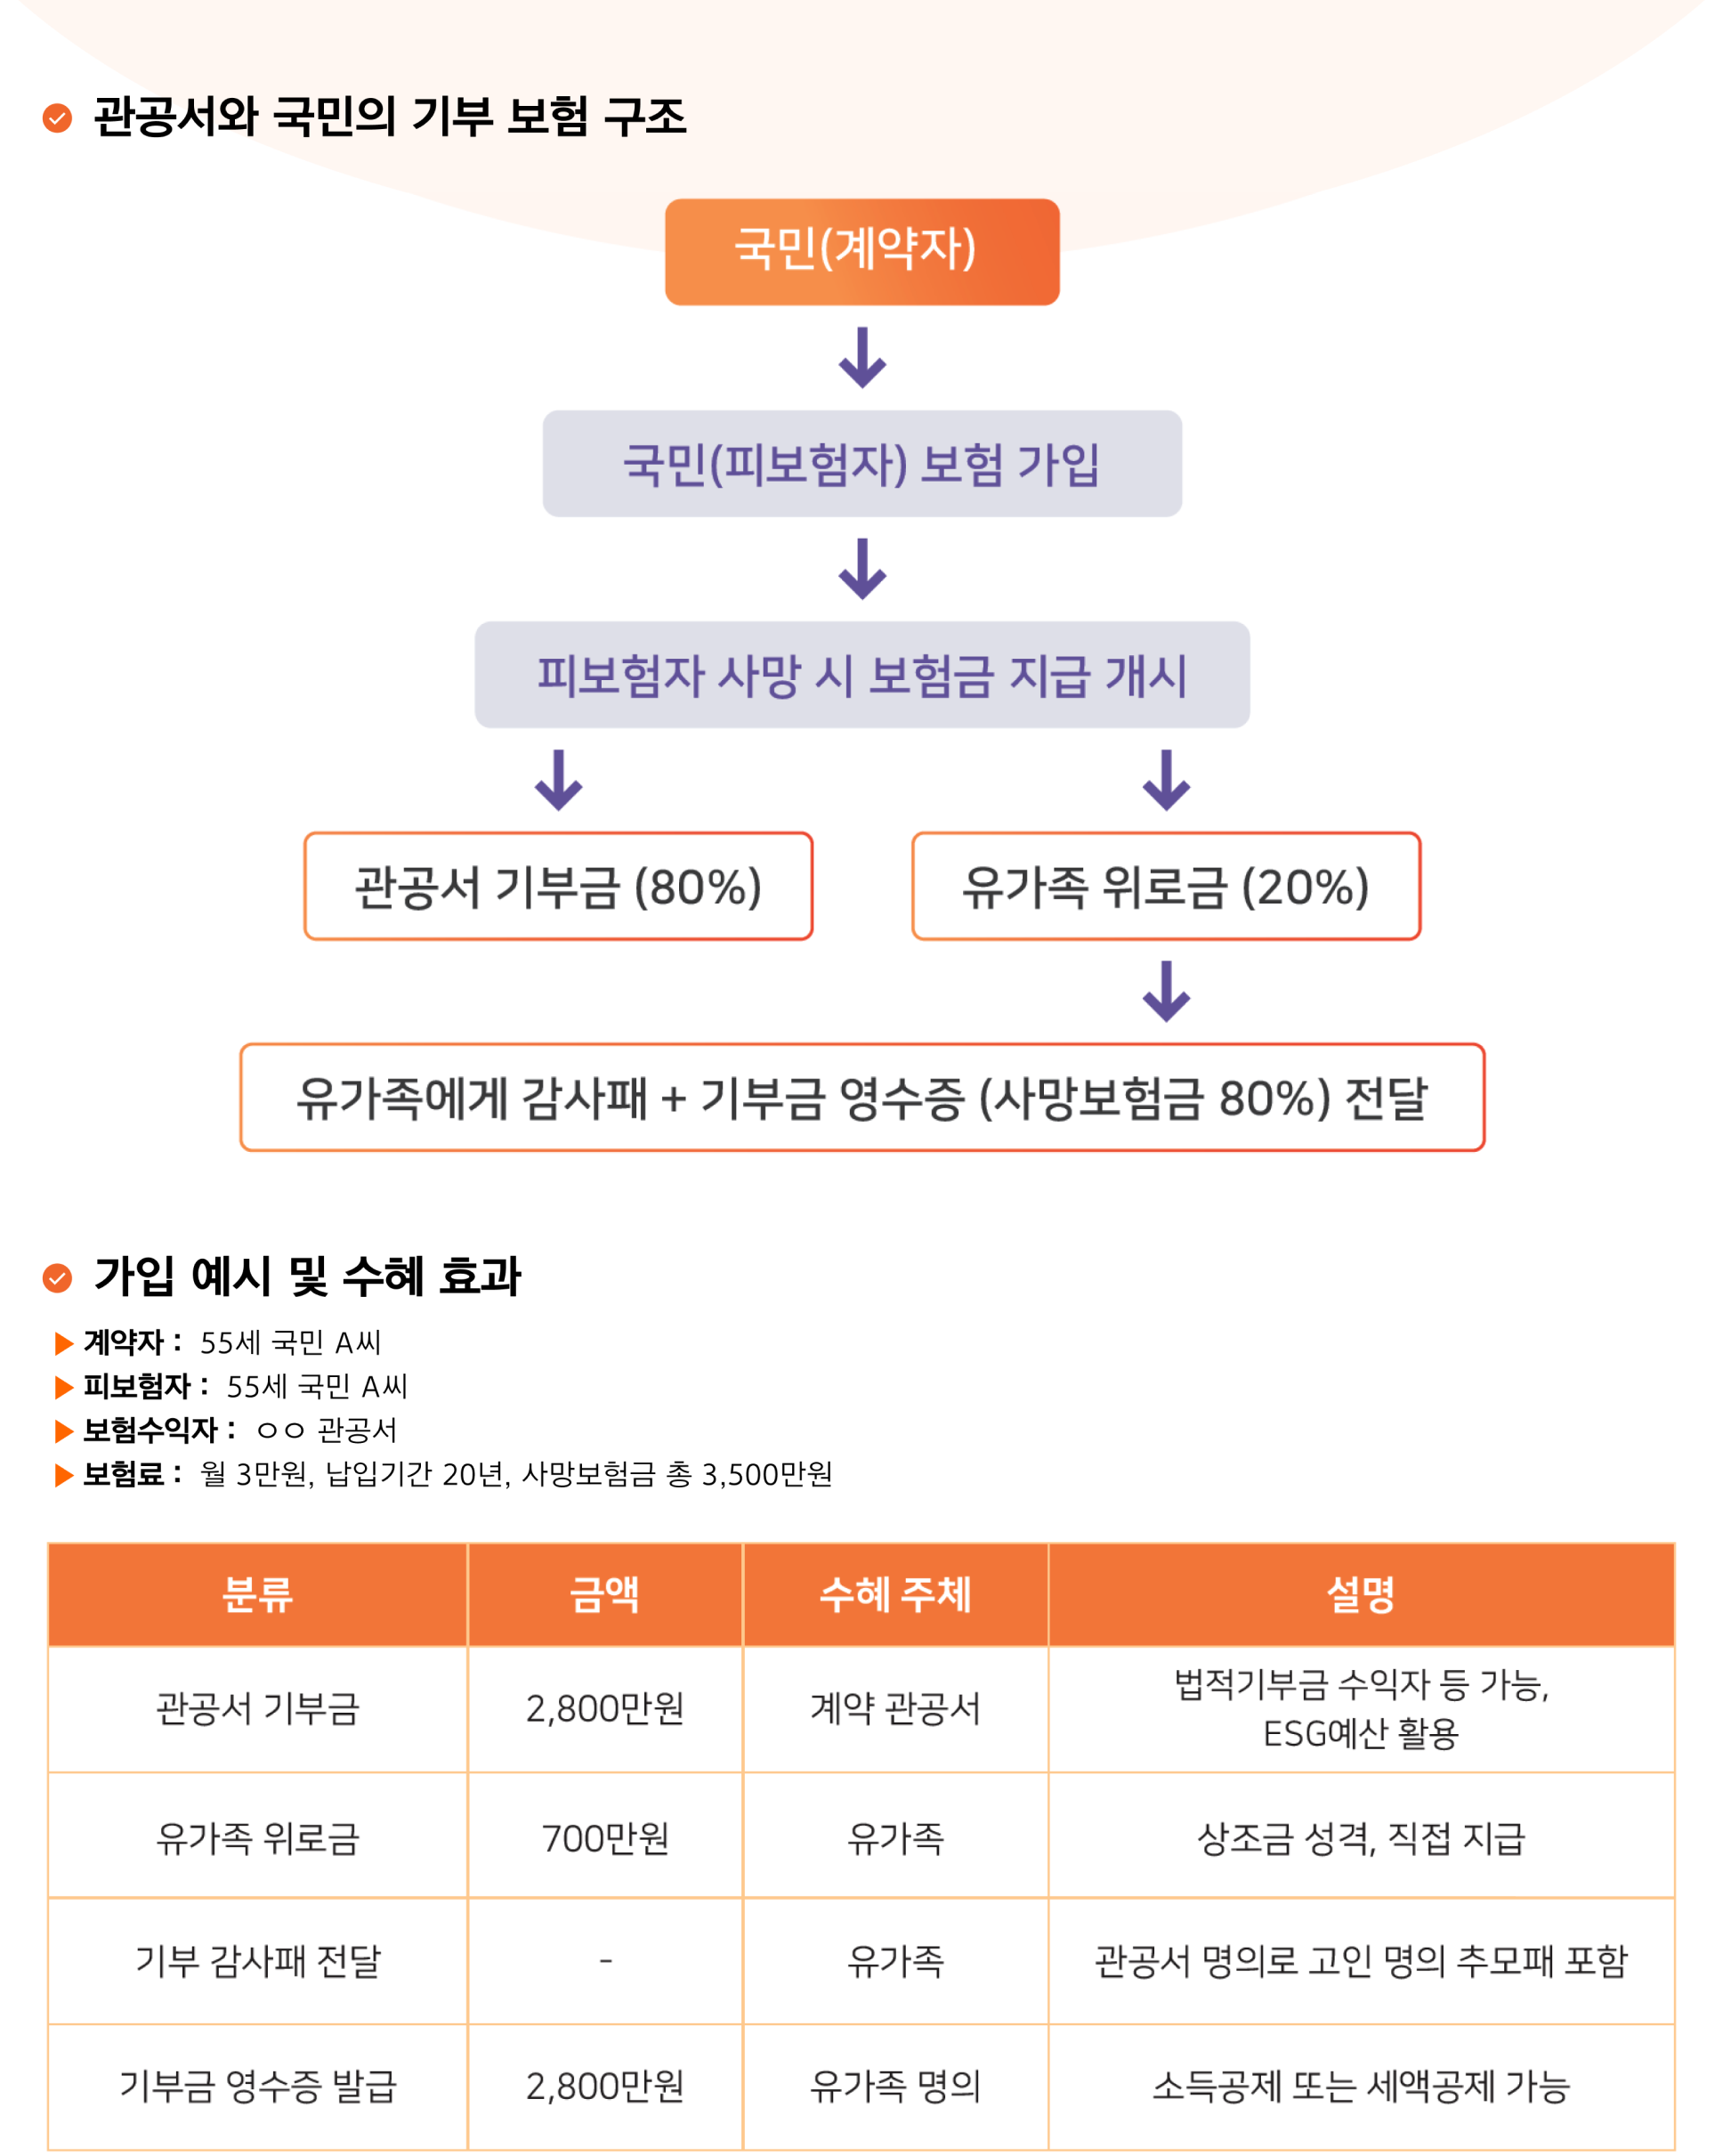 관공서와 국민의 기부 보험 구조
국민(계약자)
국민(피보험자) 보험 가입
피보험자 사망 시 보험금 지급 개시
관공서 기부금 (80%)
유가족 위로금 (20%)
유가족에게 감사패 + 기부금 영수증 (사망보험금 80%) 전달
가입 예시 및 수혜 효과
▶ 계약자 : 55세 국민 A씨
▶ 피보험자 : 55세 국민 A씨
▶ 보험수익자 : ㅇㅇ 관공서
▶ 보험료 : 월 3만원, 납입기간 20년, 사망보험금 총 3,500만원
분류 금액 수혜 주체 설명
관공서 기부금 2,800만원 계약 관공서 법적기부금 수익자 등 가능,
ESG예산 활용
유가족 위로금 700만원 유가족 상조금 성격, 직접 지급
기부 감사패 전달 - 유가족 관공서 명의로 고인 명의 추모패 포함
기부금 영수증 발급 2,800만원 유가족 명의 소득공제 또는 세액공제 가능